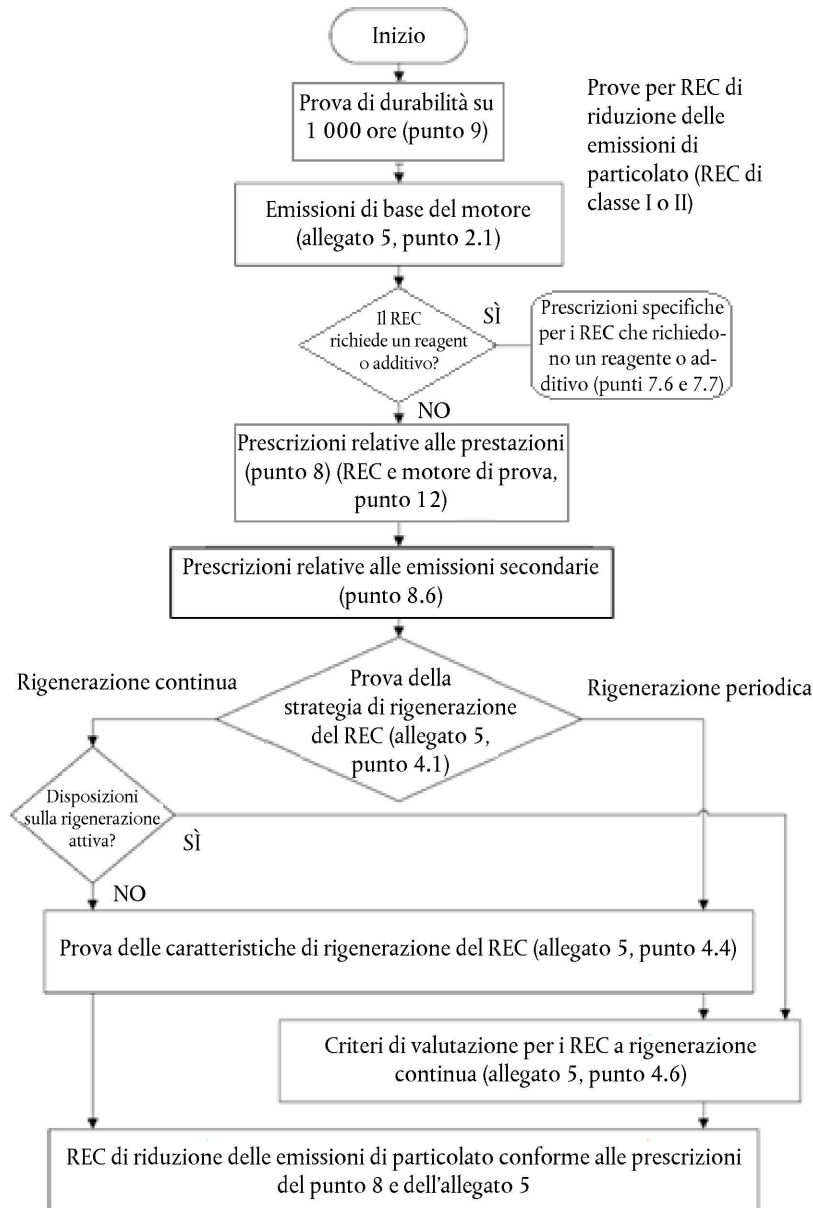 Inizio
Prova di durabilità su
1 000 ore (punto 9)
Prove per REC di
riduzione delle
emissioni di
particolato (REC di
classe I o II)
Emissioni di base del motore
(allegato 5, punto 2.1)
Il REC
richiede un reagent
o additivo?
SÌ
Prescrizioni specifiche
per i REC che richiedo-
no un reagente o ad-
ditivo (punti 7.6 e 7.7)
NO
Prescrizioni relative alle prestazioni
(punto 8) (REC e motore di prova,
punto 12)
Prescrizioni relative alle emissioni secondarie
(punto 8.6)
Rigenerazione continua
Prova della
strategia di rigenerazione
del REC (allegato 5,
punto 4.1)
Rigenerazione periodica
Disposizioni
sulla rigenerazione
attiva?
SÌ
NO
Prova delle caratteristiche di rigenerazione del REC (allegato 5, punto 4.4)
Criteri di valutazione per i REC a rigenerazione
continua (allegato 5, punto 4.6)
REC di riduzione delle emissioni di particolato conforme alle prescrizioni
del punto 8 e dell'allegato 5